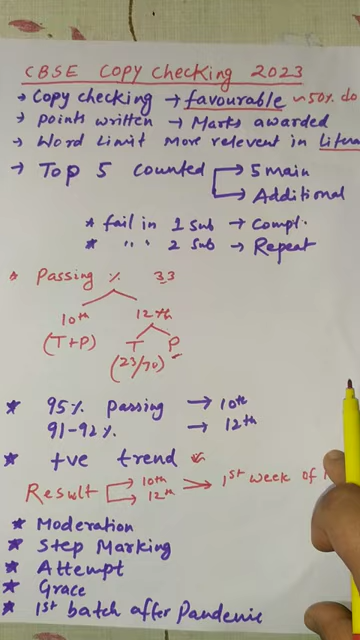 CBSE Copy Checking 2023
→ Copy checking → favourable ~50% do
→ points written → Marks awarded
→ Word Limit More relevent in Litera
→ Top 5 counted → 5 main
→ Additional
* fail in 1 sub → Compt.
* " " 2 sub → Repeat
* Passing % 33
10th 12th
(T+P) T P
(23/70)
* 95% Passing → 10th
91-92% → 12th
* +ve trend
Result → 10th → 12th 1st week of
* Moderation
* Step Marking
* Attempt
* Grace
* 1st batch after Pandemic